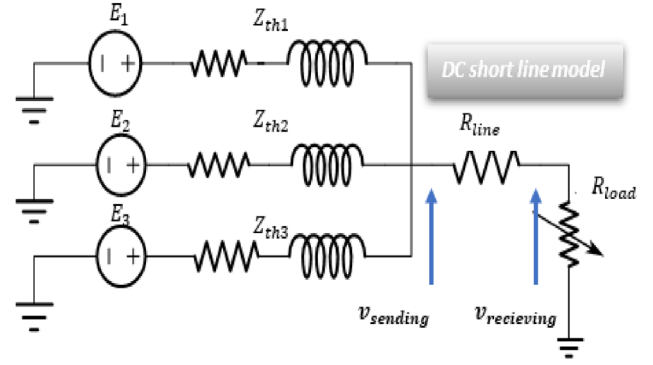 E1
Zth1
DC short line model
E2
Zth2
Rline
Rload
E3
Zth3
vsending
vrecieving